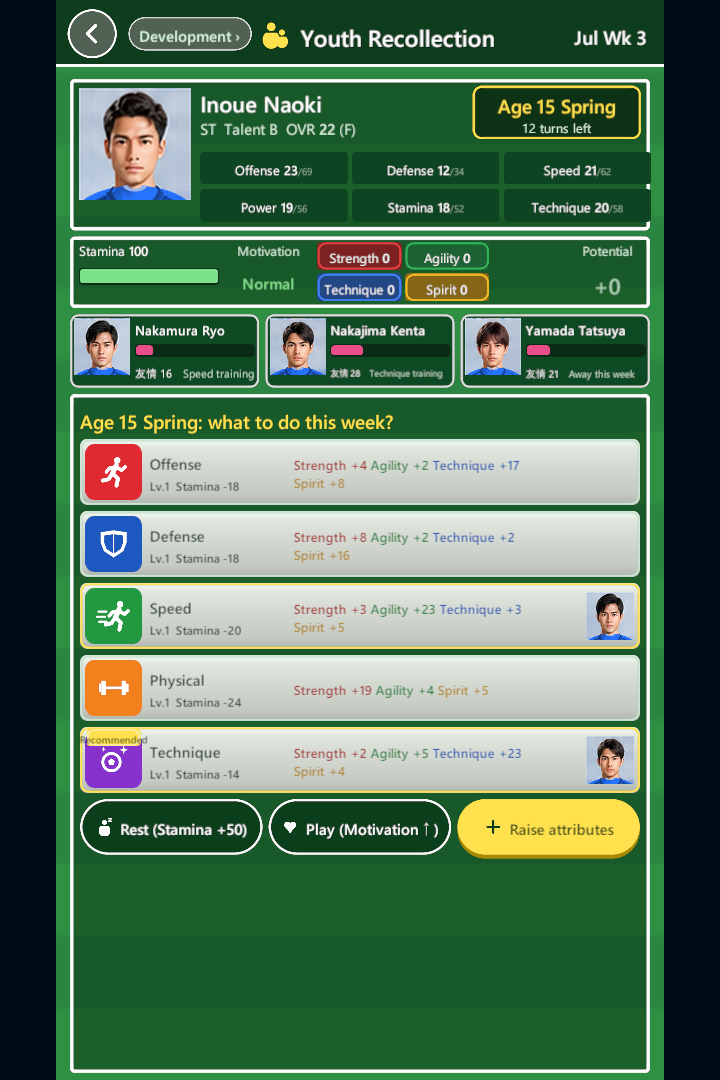 Development ›
Youth Recollection
Jul Wk 3
Inoue Naoki
ST Talent B OVR 22 (F)
Age 15 Spring
12 turns left
Offense 23/69
Defense 12/34
Speed 21/62
Power 19/56
Stamina 18/52
Technique 20/58
Stamina 100
Motivation
Normal
Strength 0
Agility 0
Technique 0
Spirit 0
Potential
+0
Nakamura Ryo
友情 16 Speed training
Nakajima Kenta
友情 28 Technique training
Yamada Tatsuya
友情 21 Away this week
Age 15 Spring: what to do this week?
Offense
Lv.1 Stamina -18
Strength +4 Agility +2 Technique +17
Spirit +8
Defense
Lv.1 Stamina -18
Strength +8 Agility +2 Technique +2
Spirit +16
Speed
Lv.1 Stamina -20
Strength +3 Agility +23 Technique +3
Spirit +5
Physical
Lv.1 Stamina -24
Strength +19 Agility +4 Spirit +5
Recommended
Technique
Lv.1 Stamina -14
Strength +2 Agility +5 Technique +23
Spirit +4
Rest (Stamina +50)
Play (Motivation ↑)
+ Raise attributes